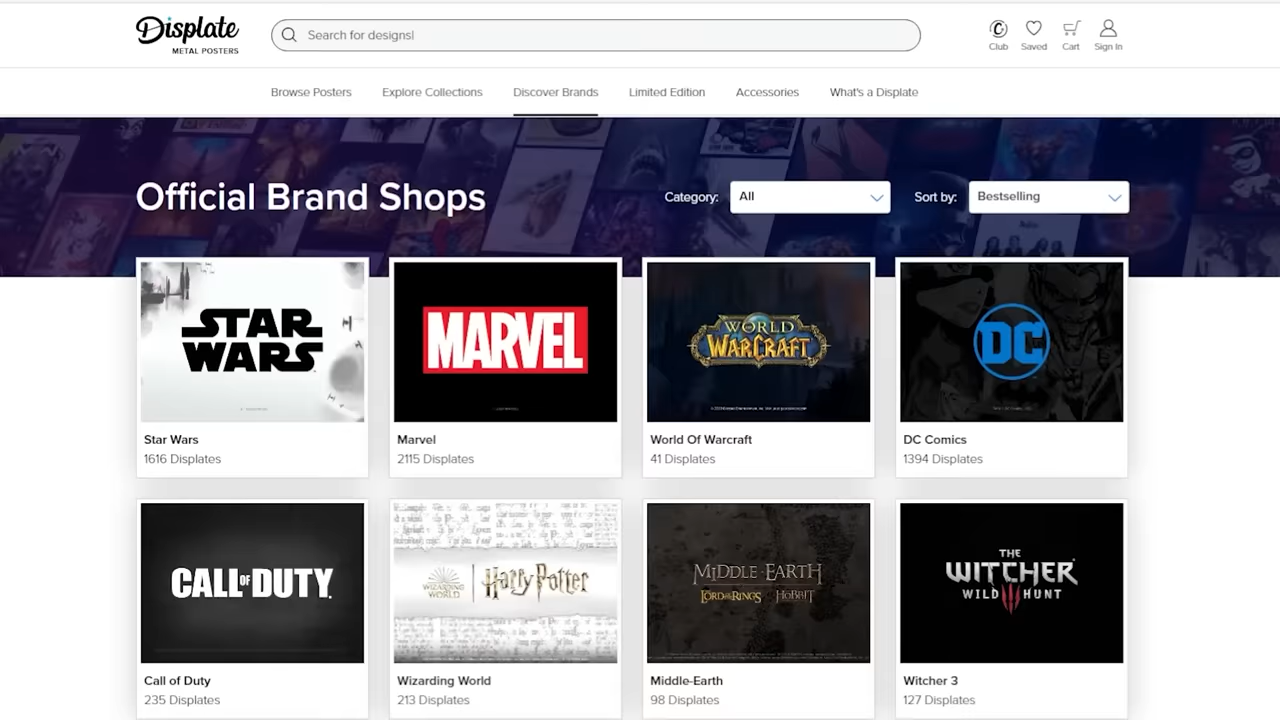 Displate
METAL POSTERS
Search for designs
Club
Saved
Cart
Sign In
Browse Posters
Explore Collections
Discover Brands
Limited Edition
Accessories
What's a Displate
Official Brand Shops
Category:
All
Sort by:
Bestselling
STAR
WARS
MARVEL
WORLD
OF
WARCRAFT
DC
Star Wars
1616 Displates
Marvel
2115 Displates
World Of Warcraft
41 Displates
DC Comics
1394 Displates
CALL OF DUTY
WIZARDING
WORLD
Harry Potter
MIDDLE-EARTH
THE LORD OF THE RINGS
THE HOBBIT
THE
WITCHER
WILD HUNT
Call of Duty
235 Displates
Wizarding World
213 Displates
Middle-Earth
98 Displates
Witcher 3
127 Displates